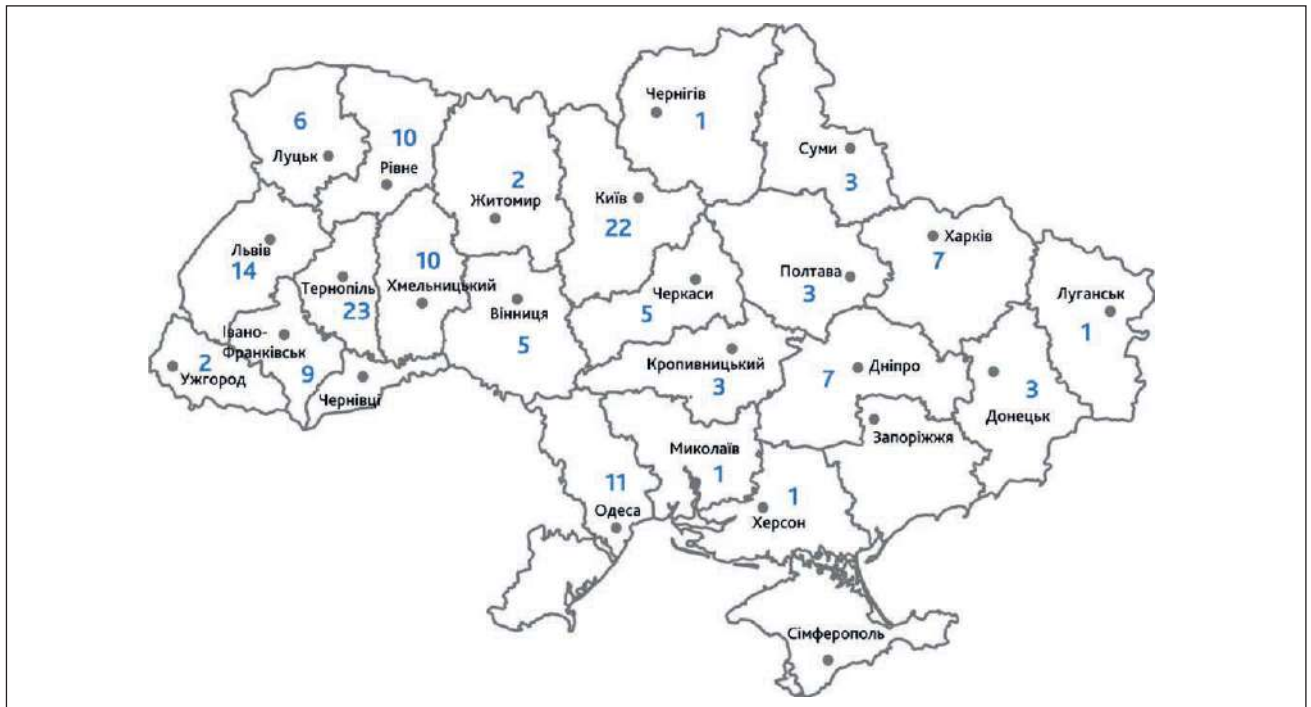 Чернігів
1
6
10
Луцьк
Рівне
Суми
3
2
Житомир
Київ
22
Львів
14
Харків
7
10
Тернопіль
23
Хмельницький
Полтава
3
Черкаси
5
Луганськ
1
Вінниця
5
Івано-
Франківськ
9
2
Ужгород
Чернівці
Кропивницький
3
Дніпро
7
3
Донецьк
Запоріжжя
Миколаїв
1
11
Одеса
1
Херсон
Сімферополь